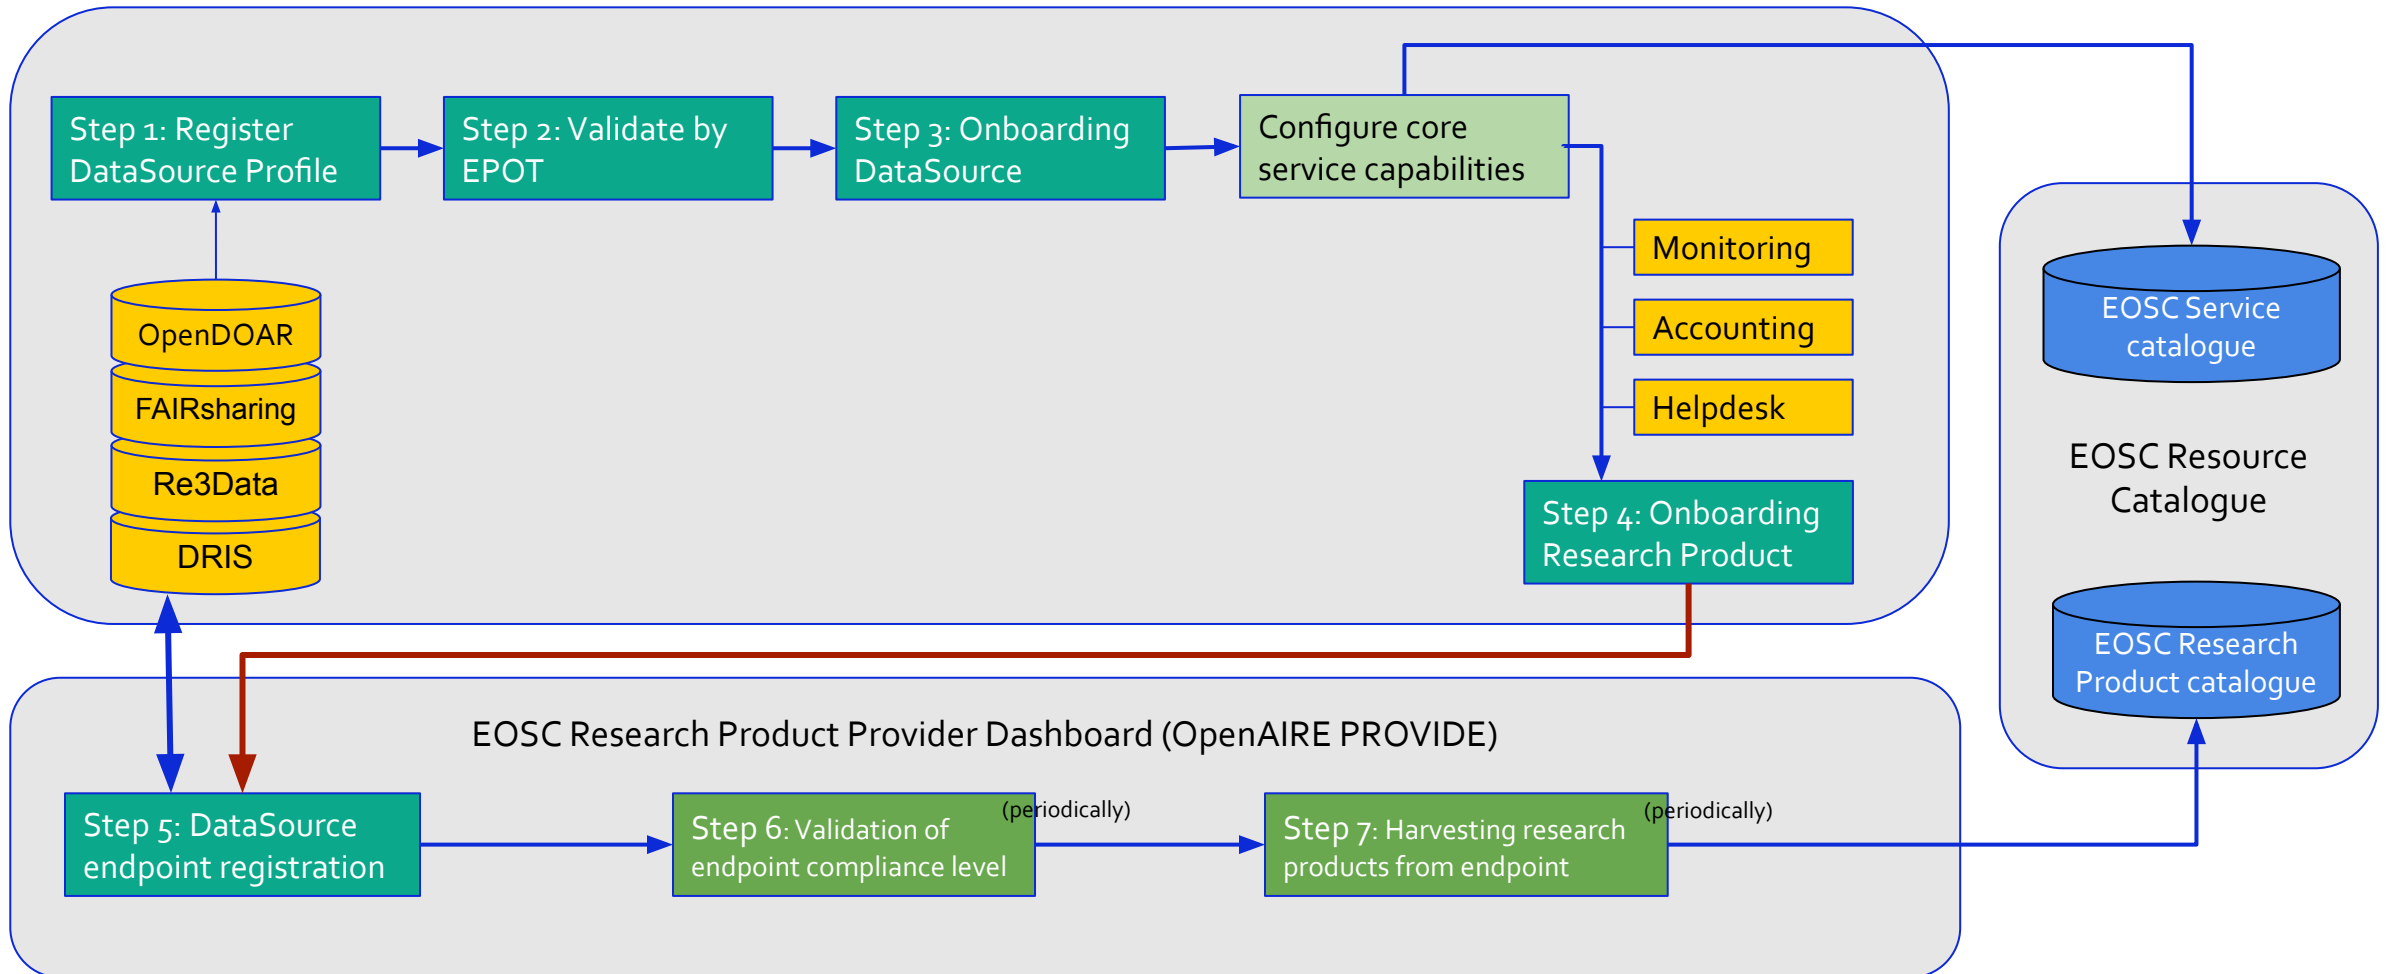 Step 1: Register
DataSource Profile
Step 2: Validate by
EPOT
Step 3: Onboarding
DataSource
Configure core
service capabilities
Monitoring
Accounting
Helpdesk
Step 4: Onboarding
Research Product
OpenDOAR
FAIRsharing
Re3Data
DRIS
EOSC Service
catalogue
EOSC Resource
Catalogue
EOSC Research
Product catalogue
EOSC Research Product Provider Dashboard (OpenAIRE PROVIDE)
Step 5: DataSource
endpoint registration
Step 6: Validation of
endpoint compliance level
(periodically)
Step 7: Harvesting research
products from endpoint
(periodically)